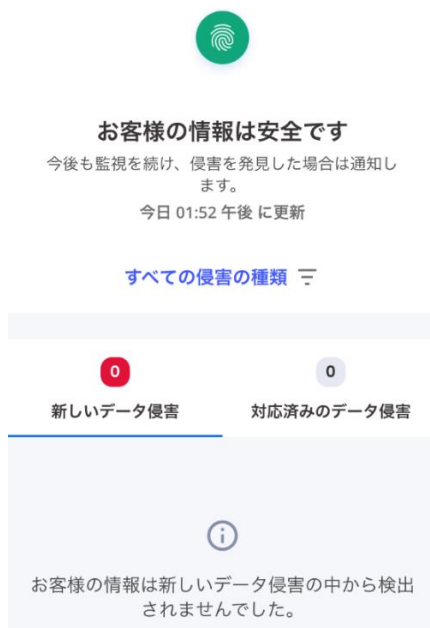 お客様の情報は安全です
今後も監視を続け、侵害を発見した場合は通知し
ます。
今日 01:52 午後 に更新
すべての侵害の種類
0
0
新しいデータ侵害
対応済みのデータ侵害
お客様の情報は新しいデータ侵害の中から検出
されませんでした。